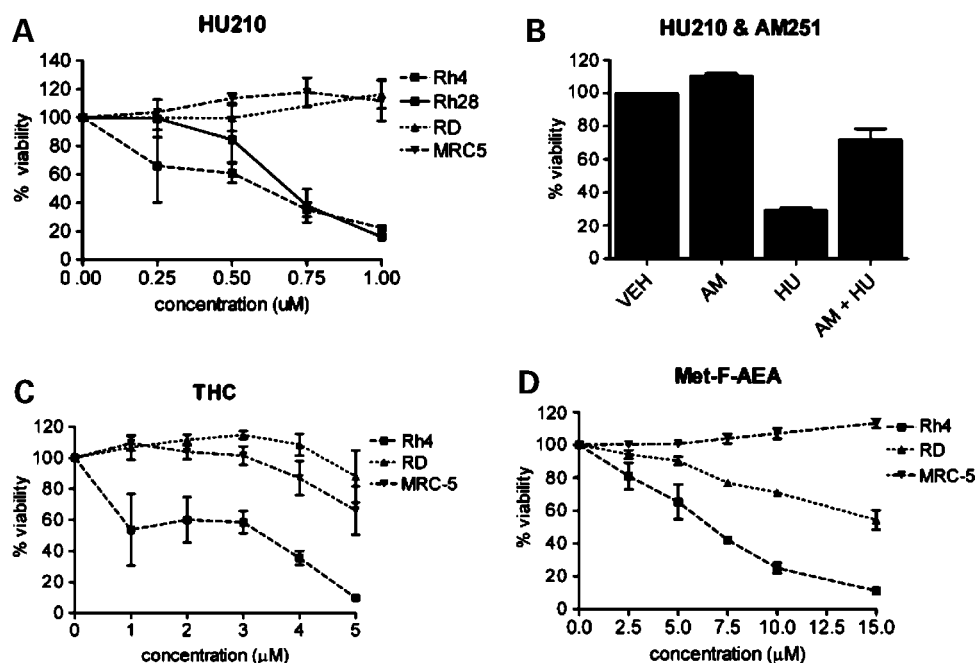 A
HU210
% viability
140
120
100
80
60
40
20
0
0.00 0.25 0.50 0.75 1.00
concentration (uM)
Rh4
Rh28
RD
MRC5
B
HU210 & AM251
% viability
120
100
80
60
40
20
0
VEH AM HU AM + HU
C
THC
% viability
120
100
80
60
40
20
0
0 1 2 3 4 5
concentration (μM)
Rh4
RD
MRC-5
D
Met-F-AEA
% viability
120
100
80
60
40
20
0
0.0 2.5 5.0 7.5 10.0 12.5 15.0
concentration (μM)
Rh4
RD
MRC-5